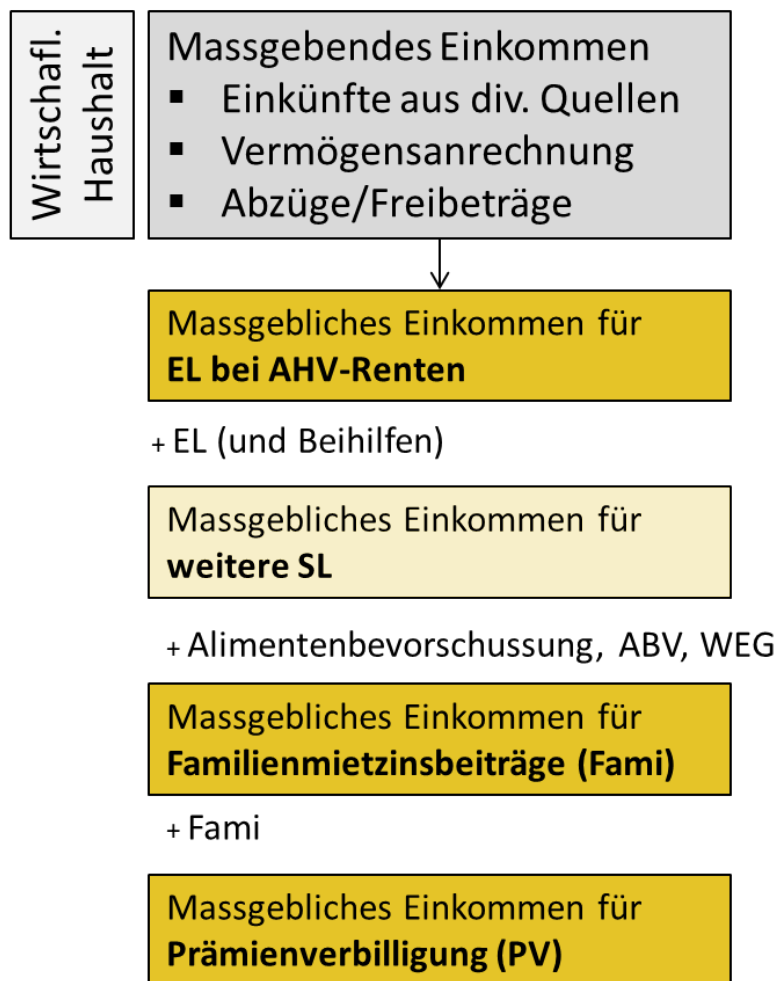 Wirtschafl.
Haushalt
Massgebendes Einkommen
▪ Einkünfte aus div. Quellen
▪ Vermögensanrechnung
▪ Abzüge/Freibeträge
Massgebliches Einkommen für
EL bei AHV-Renten
+ EL (und Beihilfen)
Massgebliches Einkommen für
weitere SL
+ Alimentenbevorschussung, ABV, WEG
Massgebliches Einkommen für
Familienmietzinsbeiträge (Fami)
+ Fami
Massgebliches Einkommen für
Prämienverbilligung (PV)